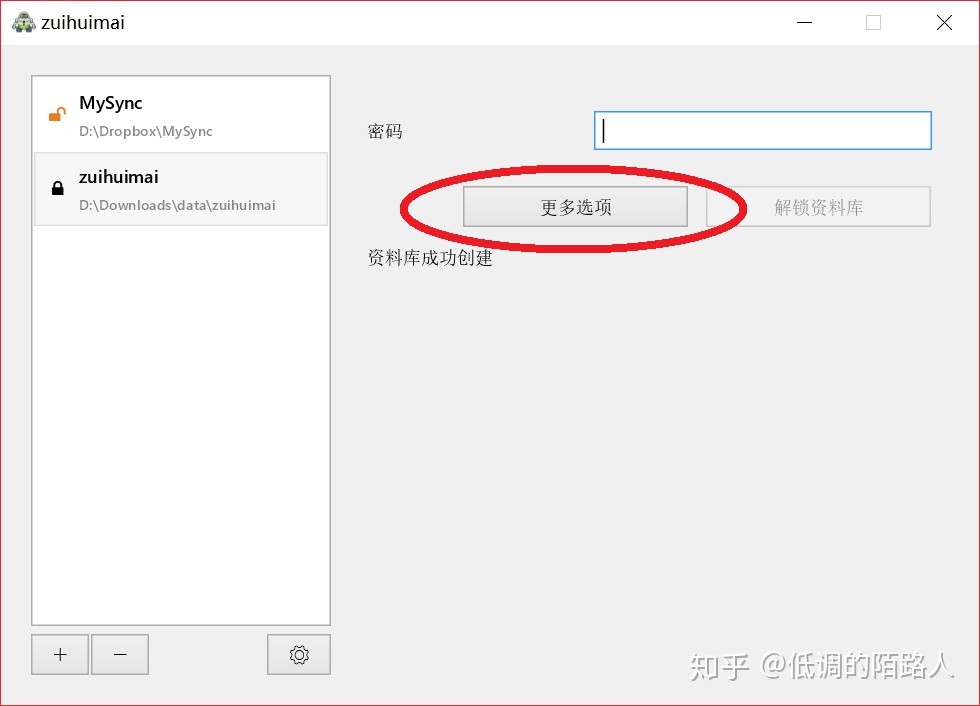 zuihuimai
MySync
D:\Dropbox\MySync
zuihuimai
D:\Downloads\data\zuihuimai
密码
更多选项
解锁资料库
资料库成功创建
知乎 @低调的陌路人